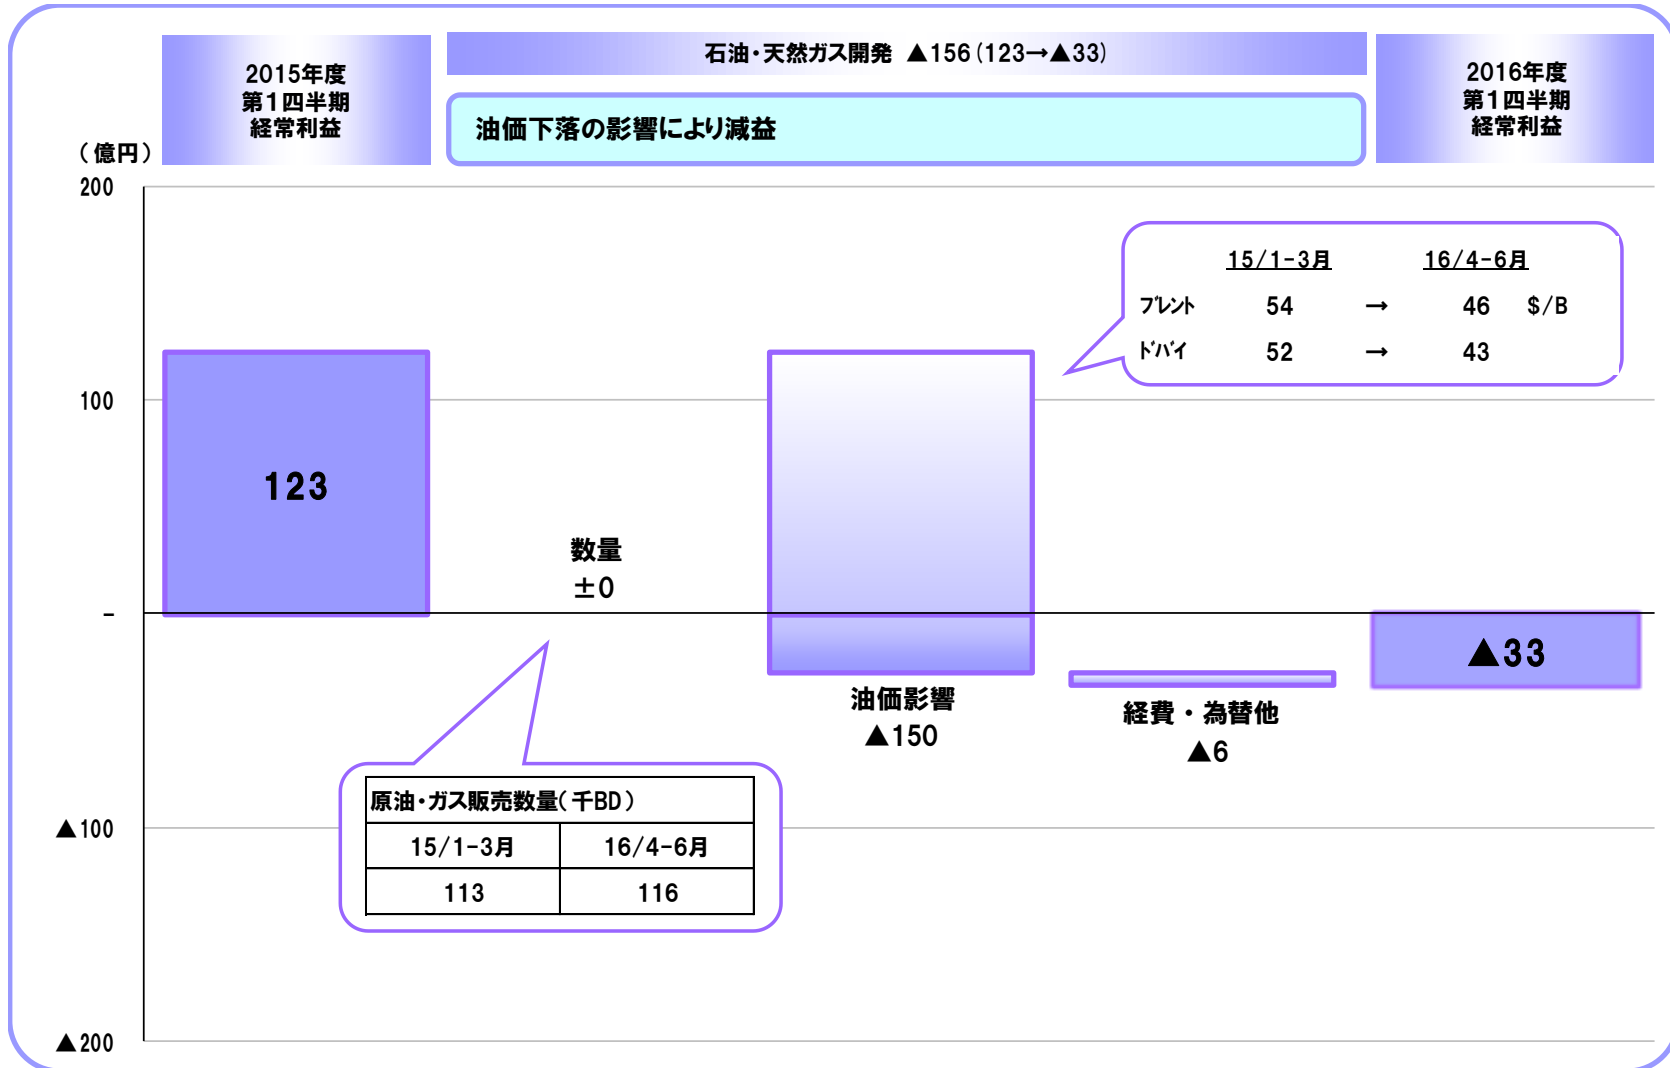 2015年度
第1四半期
経常利益
石油・天然ガス開発 ▲156(123→▲33)
油価下落の影響により減益
2016年度
第1四半期
経常利益
(億円)
200
100
-
▲100
▲200
15/1-3月 16/4-6月
ブレント 54 → 46 $/B
ドバイ 52 → 43
123
数量
±0
油価影響
▲150
経費・為替他
▲6
▲33
原油・ガス販売数量(千BD)
15/1-3月 16/4-6月
113 116